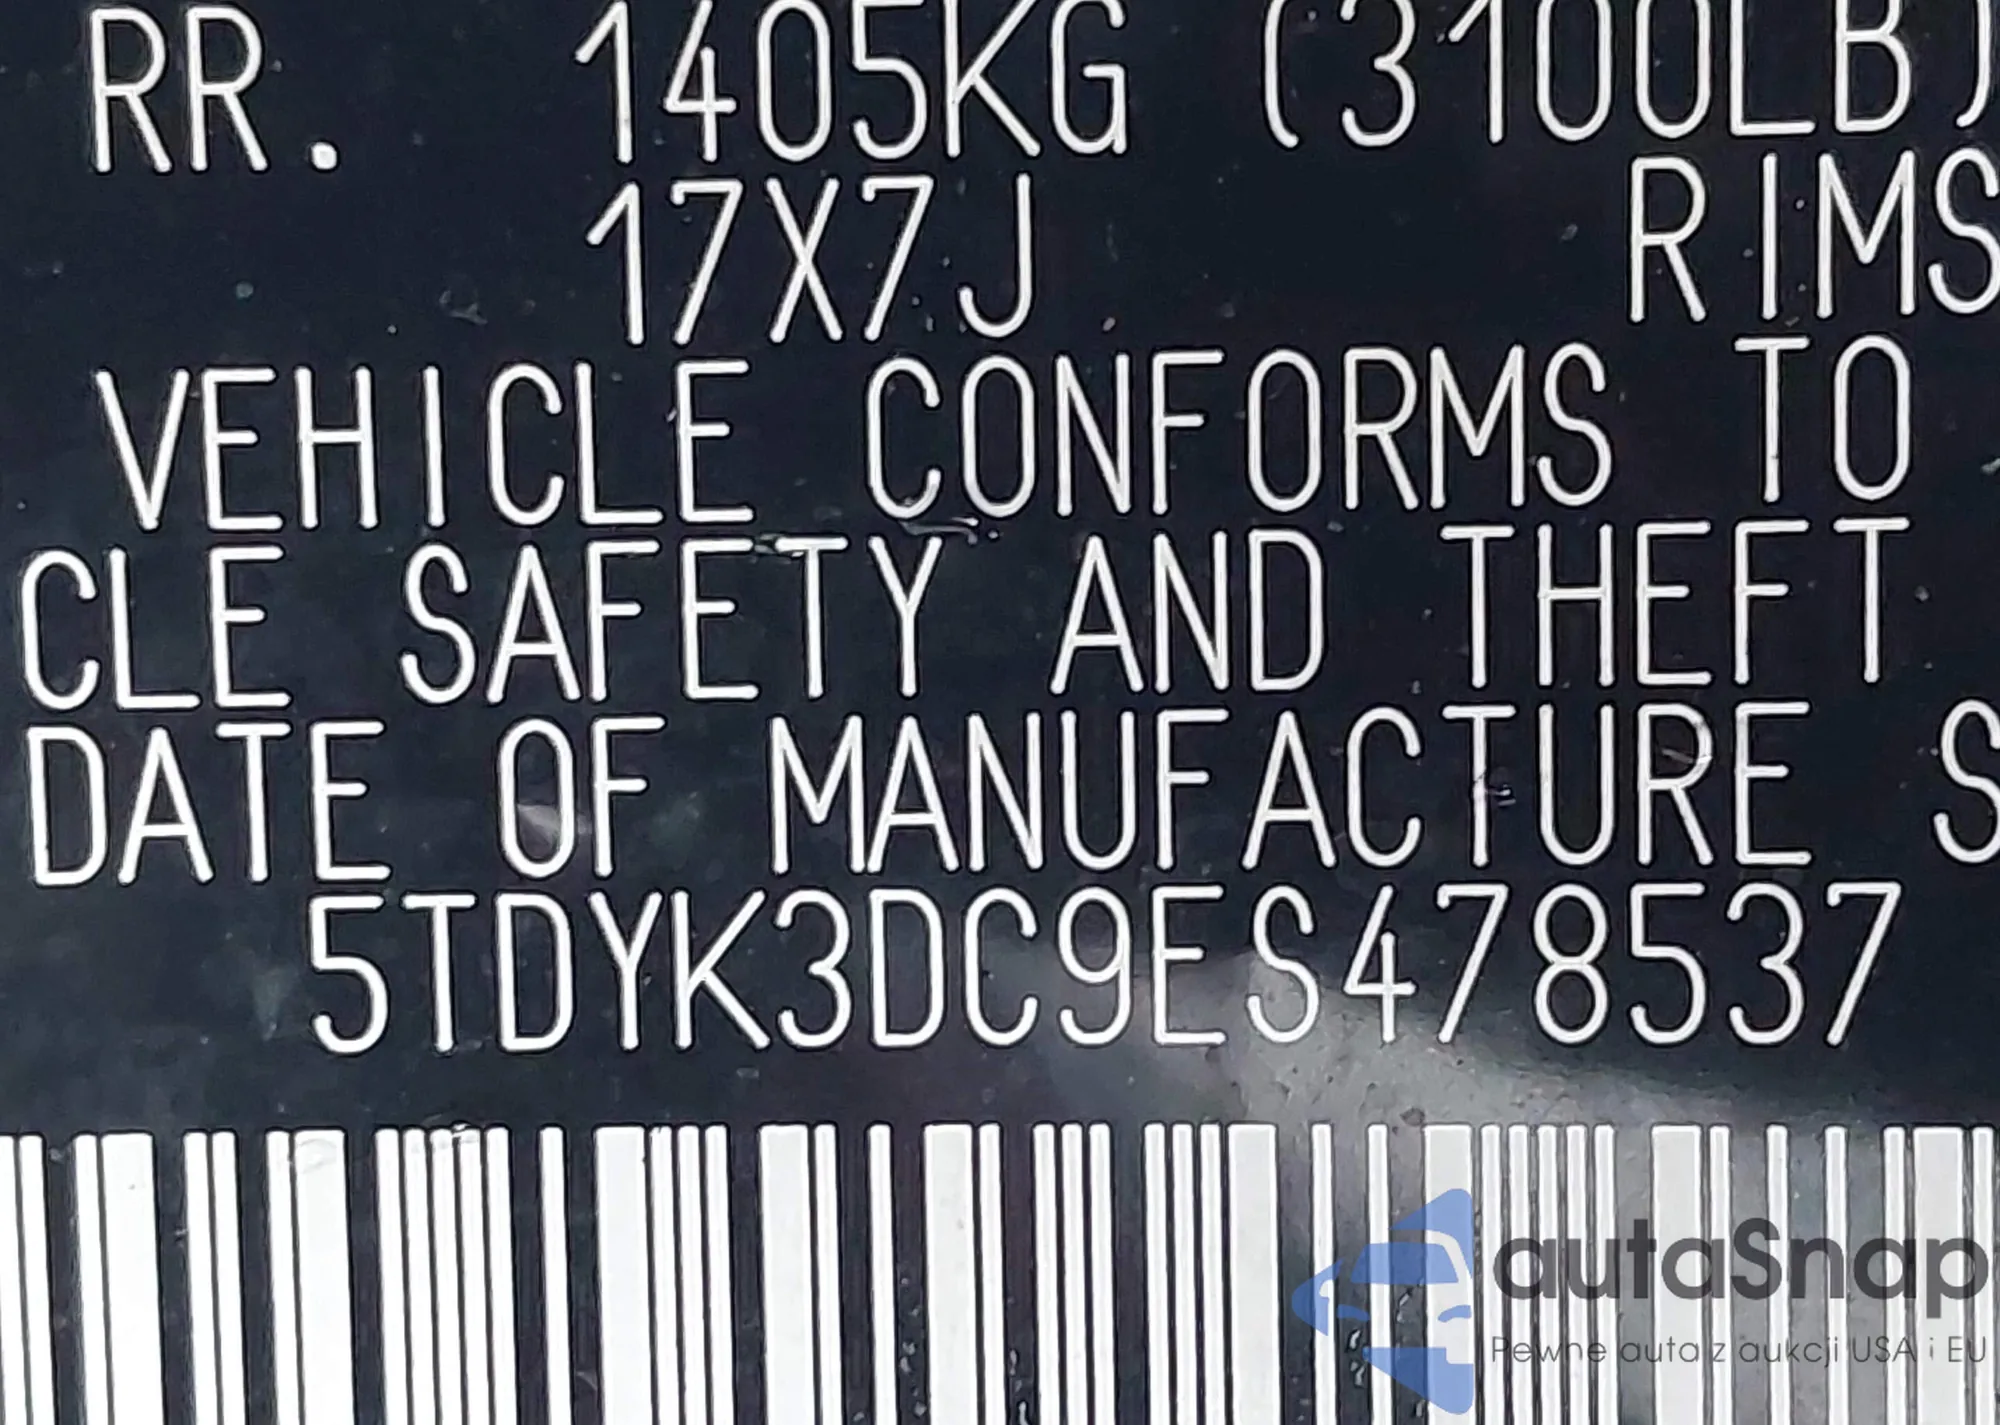 RR. 1405KG (3100LB)
17X7J RIMS
VEHICLE CONFORMS TO
CLE SAFETY AND THEFT
DATE OF MANUFACTURE S
5TDYK3DC9ES478537
autaSnap
Pewne auta z aukcji USA i EU